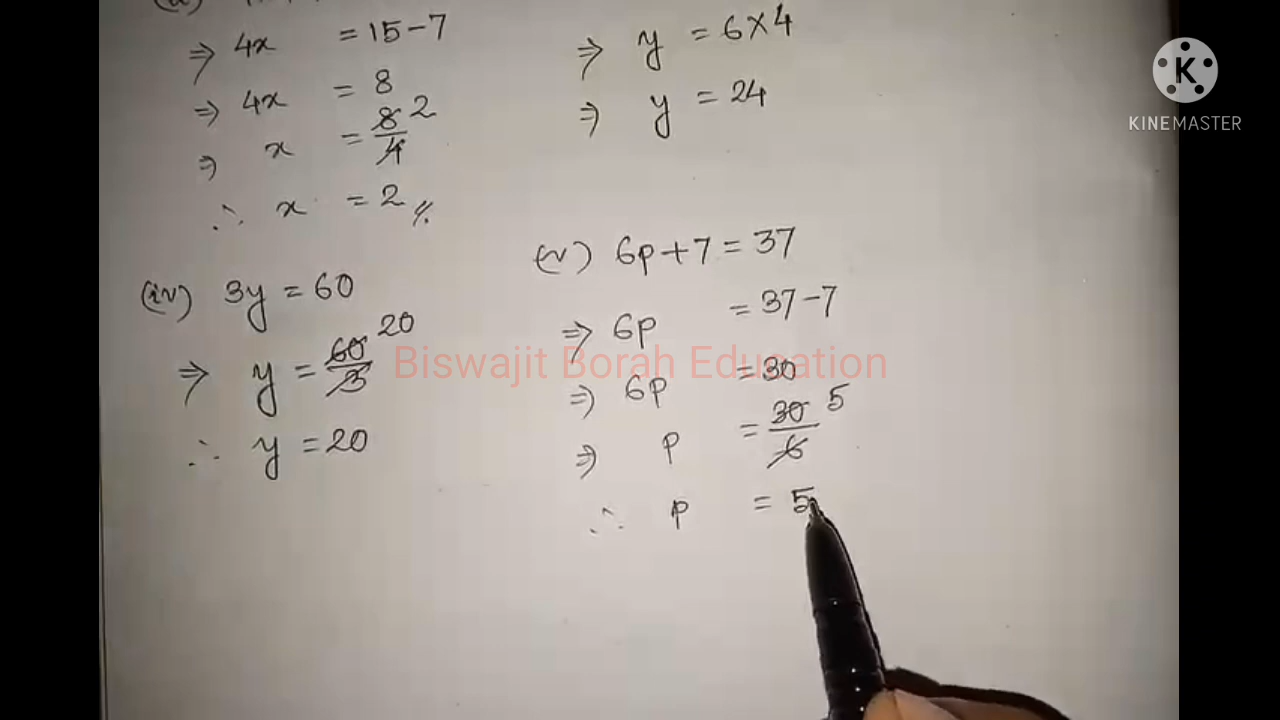 ⇒ 4x = 15-7
⇒ 4x = 8
⇒ x = 8/4 2
∴ x = 2 //.
⇒ y = 6×4
⇒ y = 24
(iv) 3y = 60
⇒ y = 60/3 20
∴ y = 20
(v) 6p+7 = 37
⇒ 6p = 37-7
⇒ 6p = 30
⇒ p = 30/6 5
∴ p = 5
Biswajit Borah Education
KINEMASTER